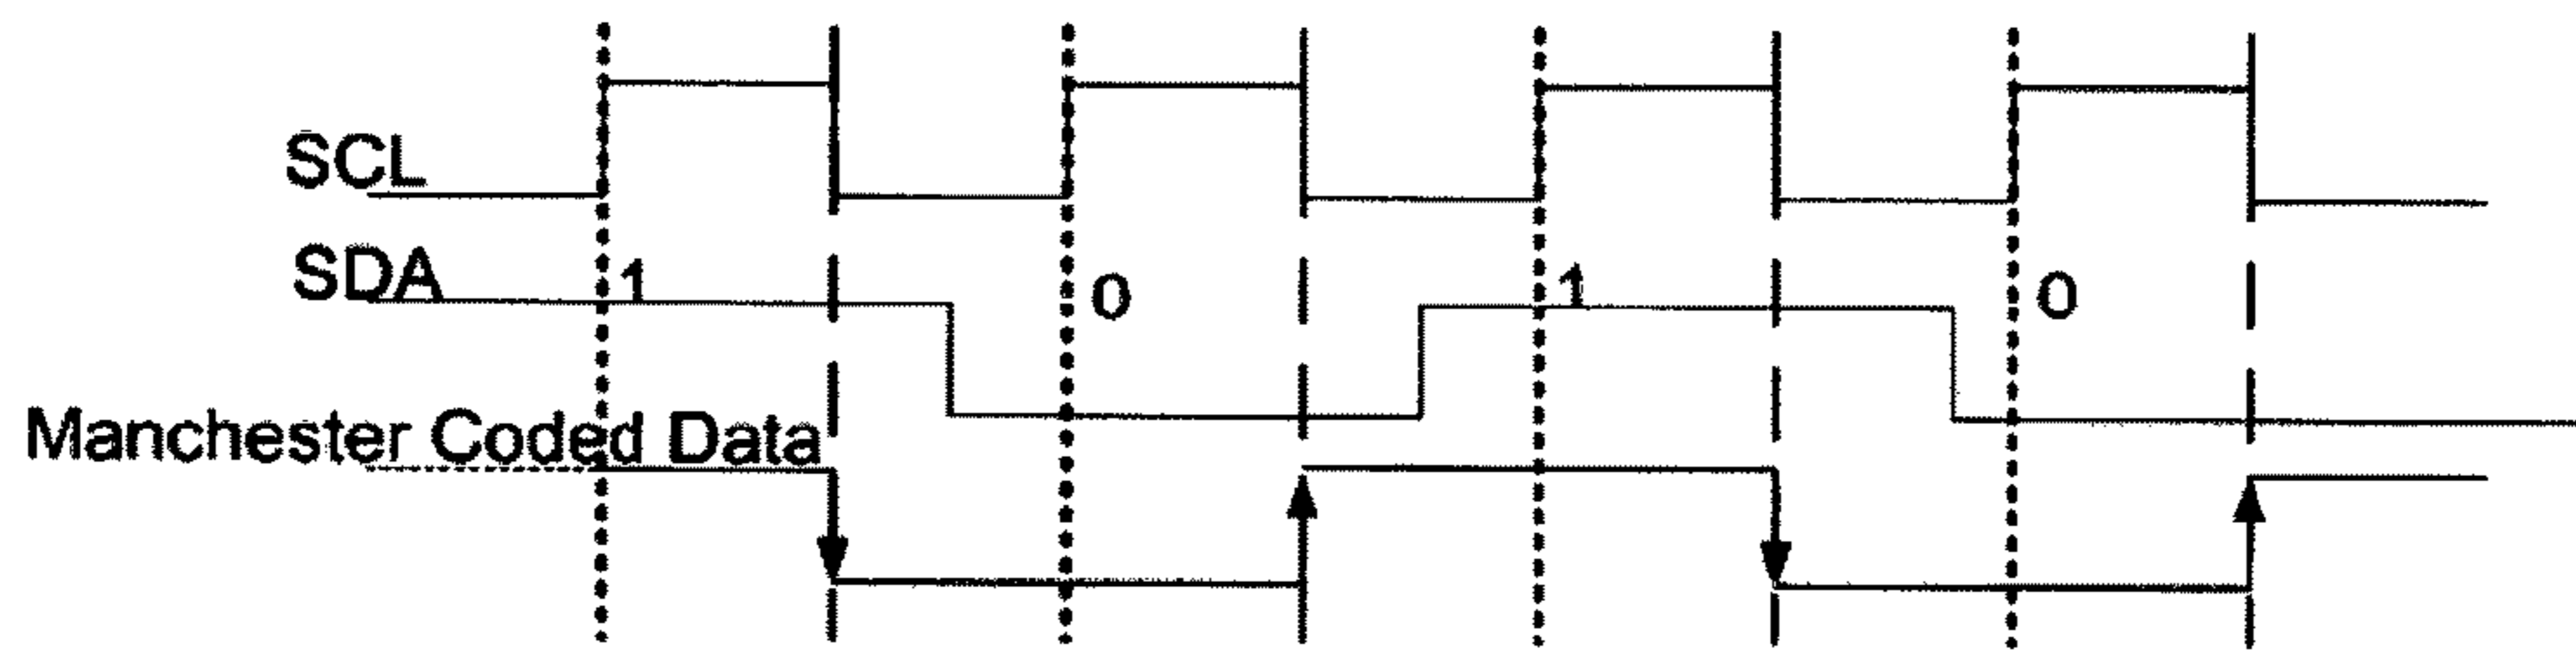 SCL
SDA 1 0 1 0
Manchester Coded Data